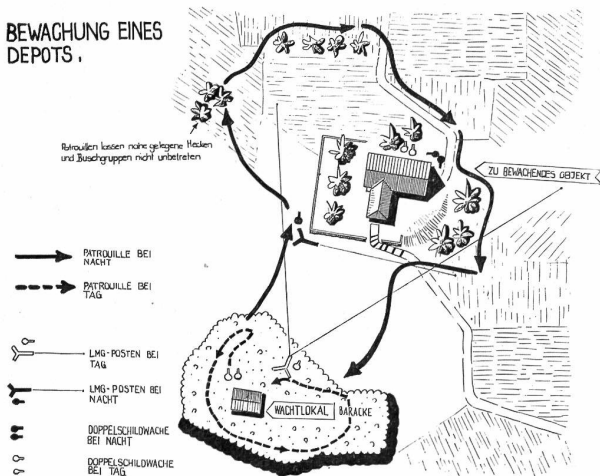 BEWACHUNG EINES
DEPOTS.
Patrouillen lassen nahe gelegene Hecken
und Buschgruppen nicht unbetreten
ZU BEWACHENDES OBJEKT
PATROUILLE BEI
NACHT
PATROUILLE BEI
TAG
LMG-POSTEN BEI
TAG
LMG-POSTEN BEI
NACHT
DOPPELSCHILDWACHE
BEI NACHT
DOPPELSCHILDWACHE
BEI TAG
WACHTLOKAL BARACKE